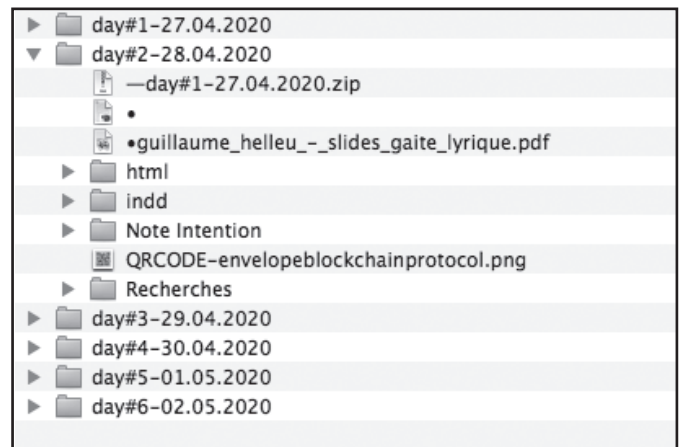 day#1-27.04.2020
day#2-28.04.2020
—day#1-27.04.2020.zip
•
•guillaume_helleu_-_slides_gaite_lyrique.pdf
html
indd
Note Intention
QRCODE-envelopeblockchainprotocol.png
Recherches
day#3-29.04.2020
day#4-30.04.2020
day#5-01.05.2020
day#6-02.05.2020